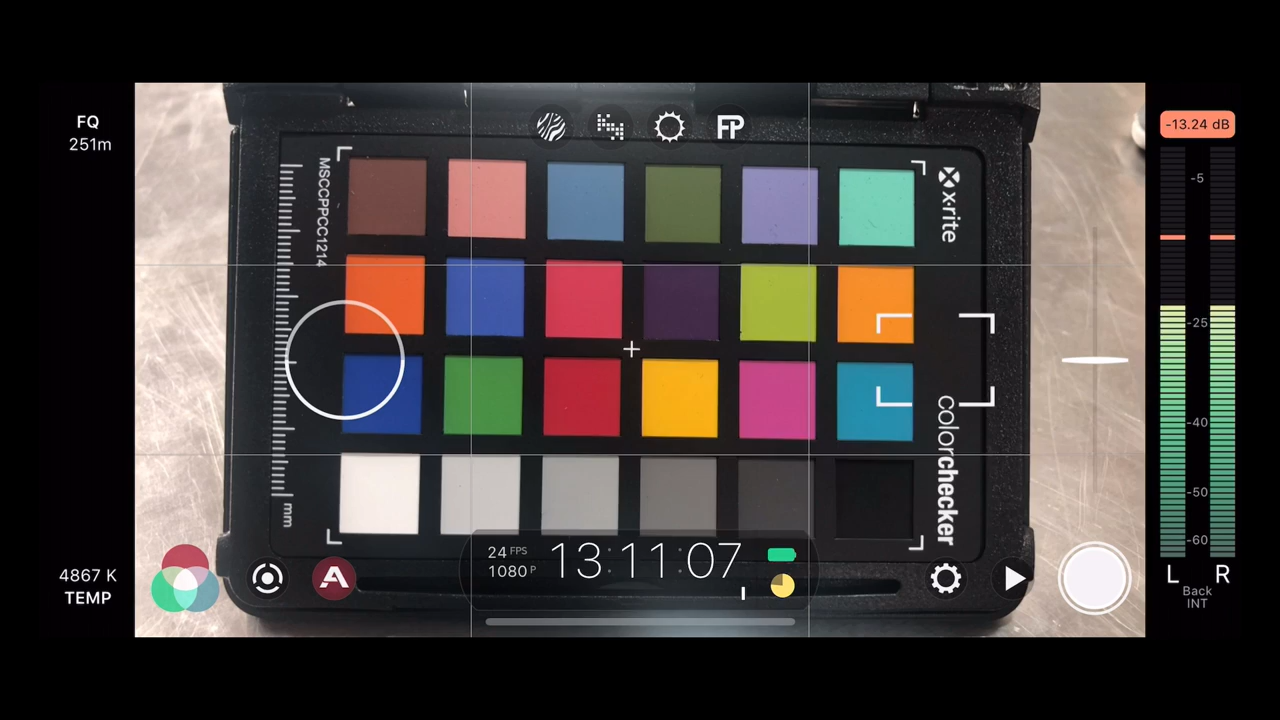 FQ
251m
FP
-13.24 dB
-5
-25
-40
-50
-60
L R
Back
INT
MSCCPPCC1214
mm
x-rite
colorchecker
4867 K
TEMP
24 FPS
1080 P
13:11:07
A